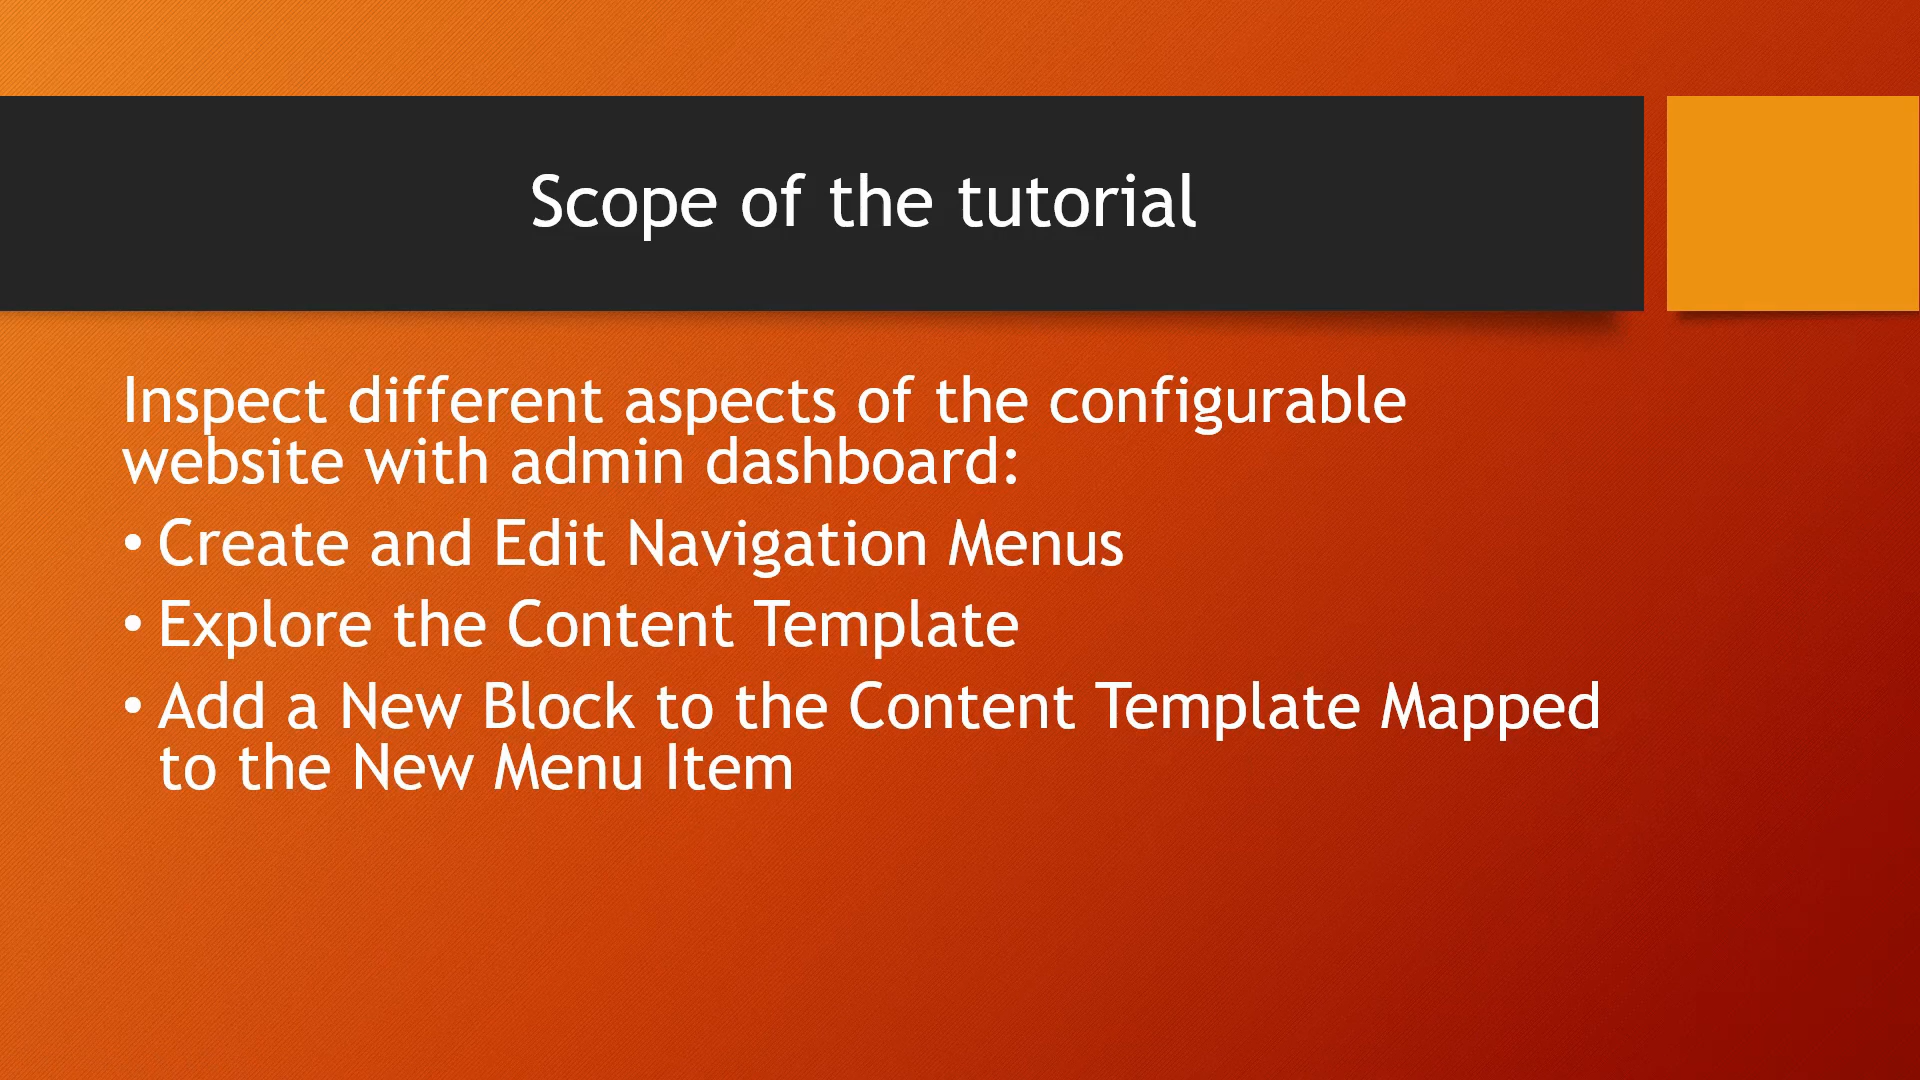 Scope of the tutorial
Inspect different aspects of the configurable
website with admin dashboard:
• Create and Edit Navigation Menus
• Explore the Content Template
• Add a New Block to the Content Template Mapped
to the New Menu Item